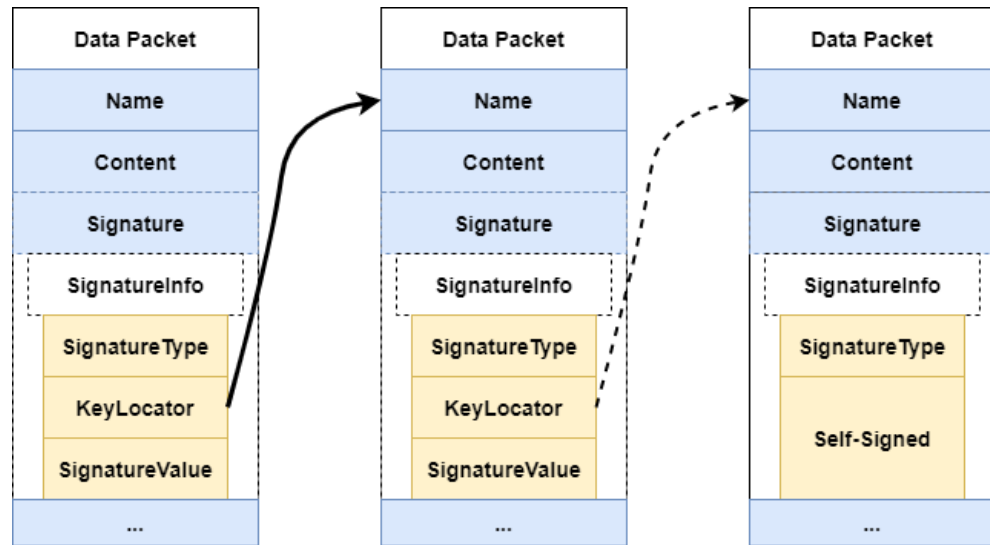 Data Packet
Name
Content
Signature
SignatureInfo
SignatureType
KeyLocator
SignatureValue
...
Data Packet
Name
Content
Signature
SignatureInfo
SignatureType
KeyLocator
SignatureValue
...
Data Packet
Name
Content
Signature
SignatureInfo
SignatureType
Self-Signed
...